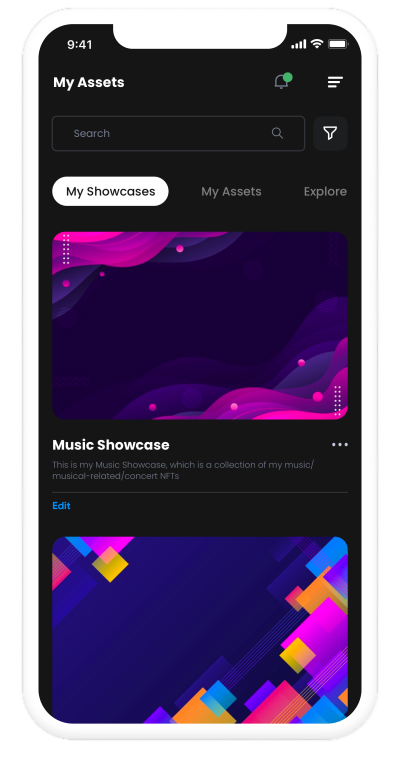 9:41
My Assets
Search
My Showcases My Assets Explore
Music Showcase
This is my Music Showcase, which is a collection of my music/
musical-related/concert NFTs
Edit